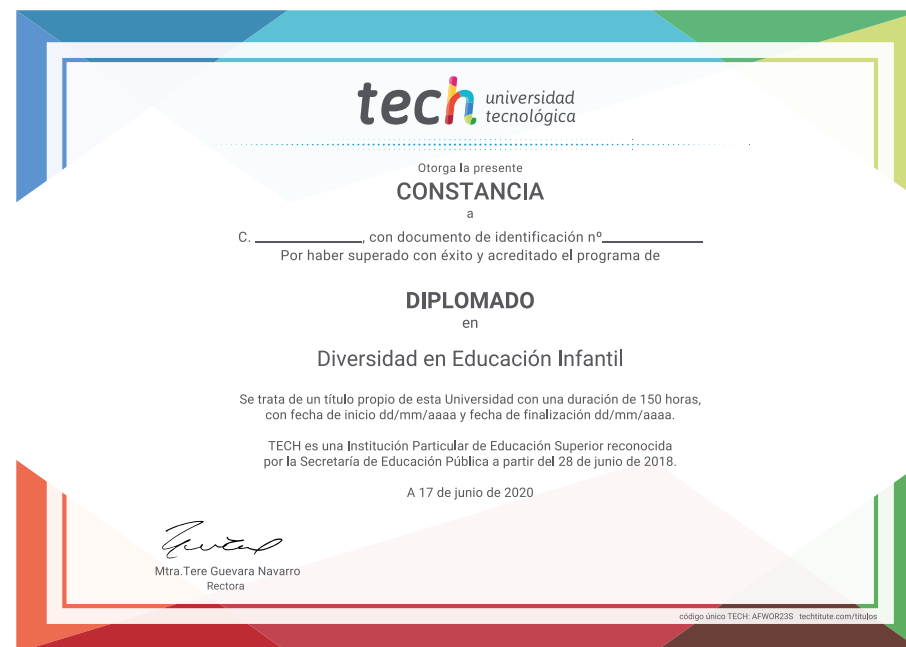 tech universidad
tecnológica
Otorga la presente
CONSTANCIA
a
C. ____________, con documento de identificación nº____________
Por haber superado con éxito y acreditado el programa de
DIPLOMADO
en
Diversidad en Educación Infantil
Se trata de un título propio de esta Universidad con una duración de 150 horas,
con fecha de inicio dd/mm/aaaa y fecha de finalización dd/mm/aaaa.
TECH es una Institución Particular de Educación Superior reconocida
por la Secretaría de Educación Pública a partir del 28 de junio de 2018.
A 17 de junio de 2020
Mtra.Tere Guevara Navarro
Rectora
código único TECH: AFWOR23S techtitute.com/titulos